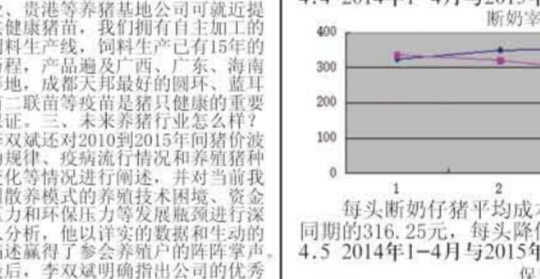 、贵港等养猪基地公司可就近提
健康猪苗，我们拥有自主加工的
料生产线，饲料生产已有15年的
程，产品遍及广西、广东、海南
地，成都天邦最好的圆环、蓝耳
二联苗等疫苗是猪只健康的重要
证。三、未来养猪行业怎么样？
双斌还对2010到2015年间猪价波
规律、疫病流行情况和养殖猪种
化等情况进行阐述，并对当前我
散养模式的养殖技术困境、资金
力和环保压力等发展瓶颈进行深
分析，他以详实的数据和生动的
述赢得了参会养殖户的阵阵掌声。
后，李双斌明确指出公司的优秀
4.4 2014年1-4月与2015年
断奶窝
400
300
200
100
0
1
2
每头断奶仔猪平均成本
同期的316.25元，每头降低
4.5 2014年1-4月与2015年
保